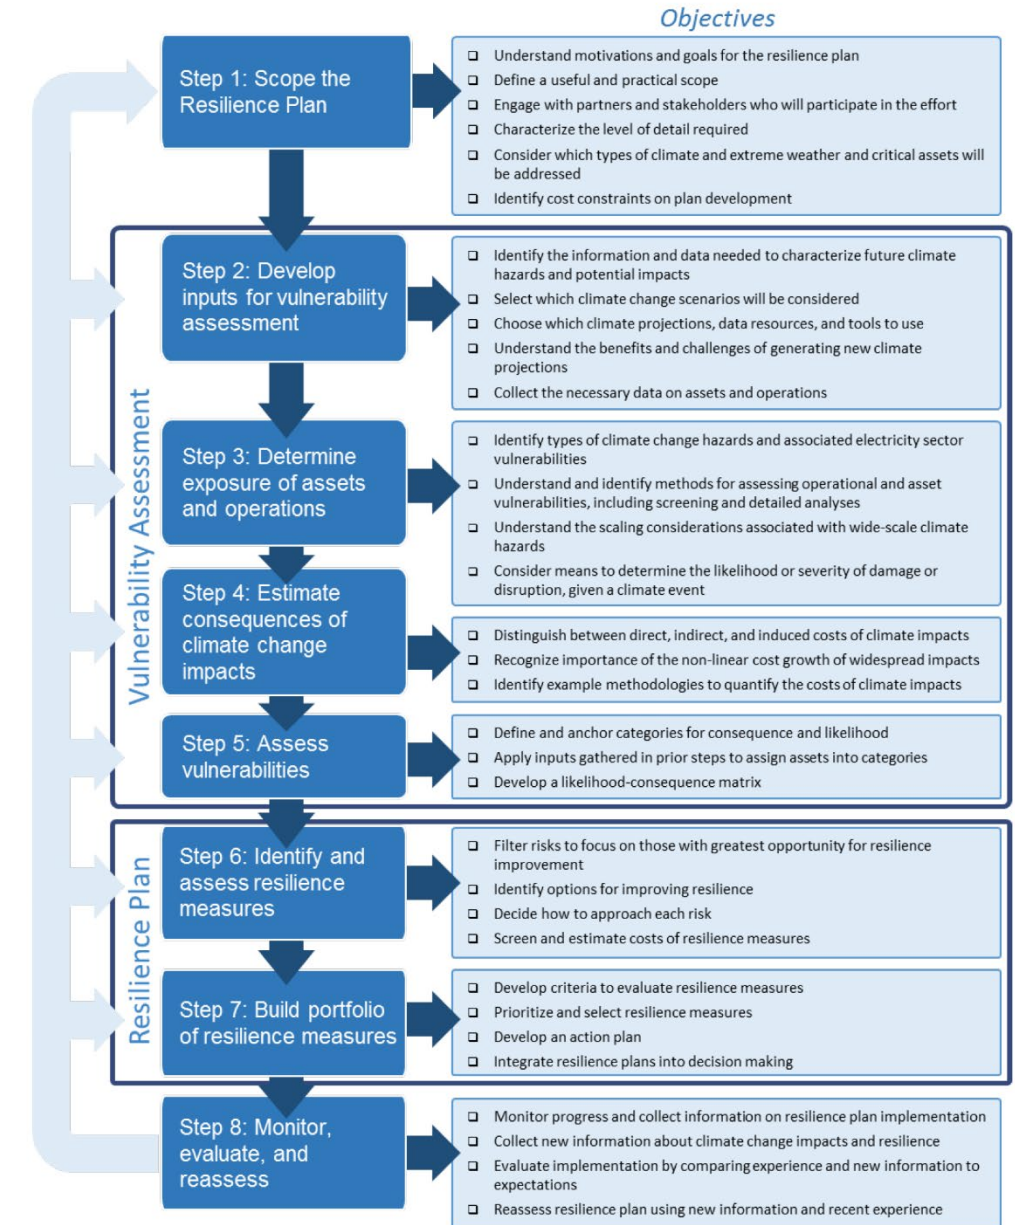 Objectives
Step 1: Scope the
Resilience Plan
❑ Understand motivations and goals for the resilience plan
❑ Define a useful and practical scope
❑ Engage with partners and stakeholders who will participate in the effort
❑ Characterize the level of detail required
❑ Consider which types of climate and extreme weather and critical assets will
be addressed
❑ Identify cost constraints on plan development
Vulnerability Assessment
Step 2: Develop
inputs for vulnerability
assessment
❑ Identify the information and data needed to characterize future climate
hazards and potential impacts
❑ Select which climate change scenarios will be considered
❑ Choose which climate projections, data resources, and tools to use
❑ Understand the benefits and challenges of generating new climate
projections
❑ Collect the necessary data on assets and operations
Step 3: Determine
exposure of assets
and operations
❑ Identify types of climate change hazards and associated electricity sector
vulnerabilities
❑ Understand and identify methods for assessing operational and asset
vulnerabilities, including screening and detailed analyses
❑ Understand the scaling considerations associated with wide-scale climate
hazards
❑ Consider means to determine the likelihood or severity of damage or
disruption, given a climate event
Step 4: Estimate
consequences of
climate change
impacts
❑ Distinguish between direct, indirect, and induced costs of climate impacts
❑ Recognize importance of the non-linear cost growth of widespread impacts
❑ Identify example methodologies to quantify the costs of climate impacts
Step 5: Assess
vulnerabilities
❑ Define and anchor categories for consequence and likelihood
❑ Apply inputs gathered in prior steps to assign assets into categories
❑ Develop a likelihood-consequence matrix
Resilience Plan
Step 6: Identify and
assess resilience
measures
❑ Filter risks to focus on those with greatest opportunity for resilience
improvement
❑ Identify options for improving resilience
❑ Decide how to approach each risk
❑ Screen and estimate costs of resilience measures
Step 7: Build portfolio
of resilience measures
❑ Develop criteria to evaluate resilience measures
❑ Prioritize and select resilience measures
❑ Develop an action plan
❑ Integrate resilience plans into decision making
Step 8: Monitor,
evaluate, and
reassess
❑ Monitor progress and collect information on resilience plan implementation
❑ Collect new information about climate change impacts and resilience
❑ Evaluate implementation by comparing experience and new information to
expectations
❑ Reassess resilience plan using new information and recent experience